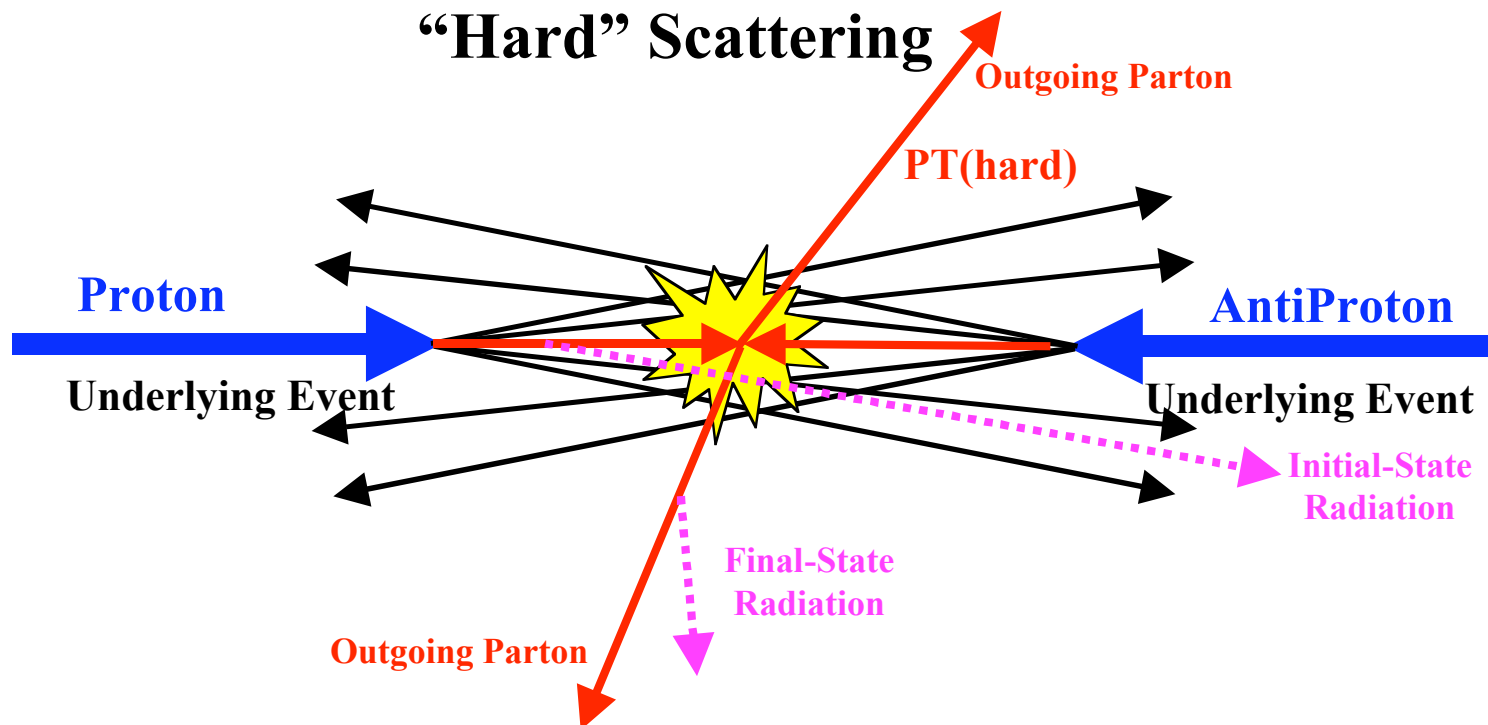 “Hard” Scattering
Outgoing Parton
PT(hard)
Proton
AntiProton
Underlying Event
Underlying Event
Initial-State
Radiation
Final-State
Radiation
Outgoing Parton